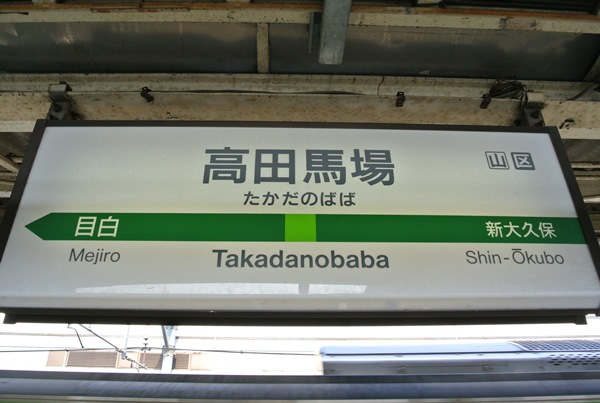 高田馬場
山 区
たかだのばば
目白
新大久保
Mejiro
Takadanobaba
Shin-Ōkubo